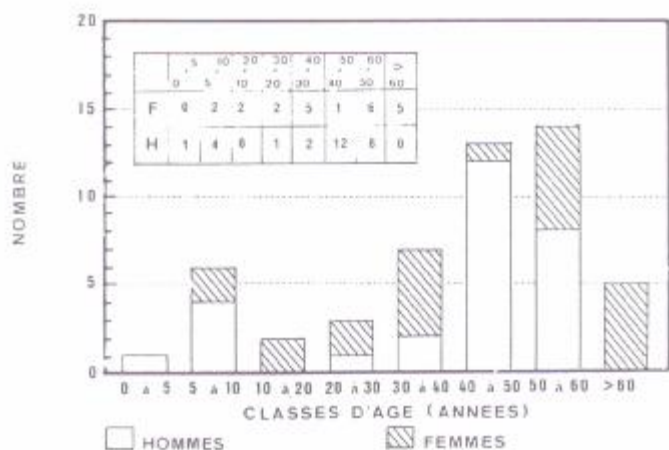 20
5 10 20 30 40 50 60 >
à à à à à à à
0 5 10 20 30 40 50 60
F 0 2 2 2 5 1 6 5
H 1 4 0 1 2 12 8 0
15
NOMBRE
10
5
0
0 à 5 5 à 10 10 à 20 20 à 30 30 à 40 40 à 50 50 à 60 >60
CLASSES D'AGE (ANNEES)
HOMMES FEMMES